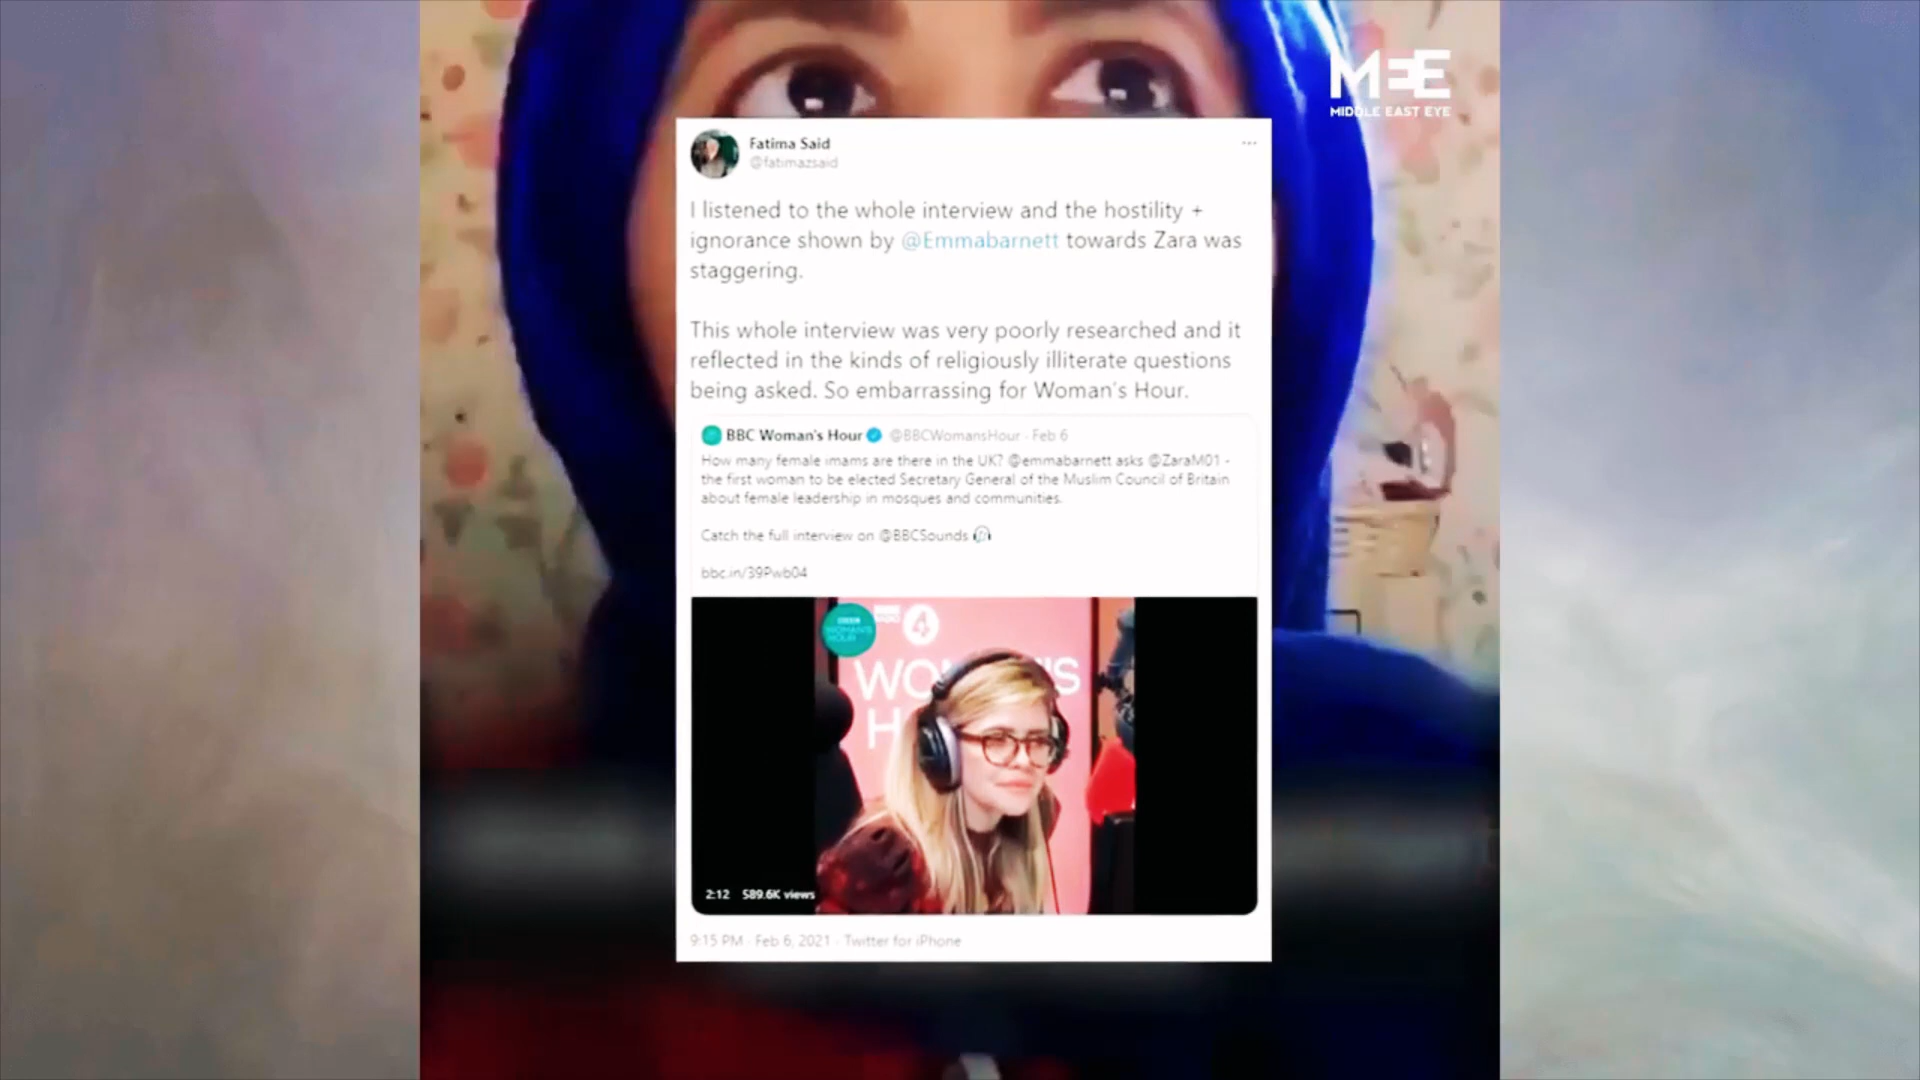 MEE
MIDDLE EAST EYE
Fatima Said
@fatimazsaid
I listened to the whole interview and the hostility +
ignorance shown by @Emmabarnett towards Zara was
staggering.
This whole interview was very poorly researched and it
reflected in the kinds of religiously illiterate questions
being asked. So embarrassing for Woman's Hour.
BBC Woman's Hour @BBCWomansHour · Feb 6
How many female imams are there in the UK? @emmabarnett asks @ZaraM01 -
the first woman to be elected Secretary General of the Muslim Council of Britain
about female leadership in mosques and communities.
Catch the full interview on @BBCSounds
bbc.in/39Pwb04
WOMAN'S HOUR
4
WO 'S
H
2:12 589.6K views
9:15 PM · Feb 6, 2021 · Twitter for iPhone